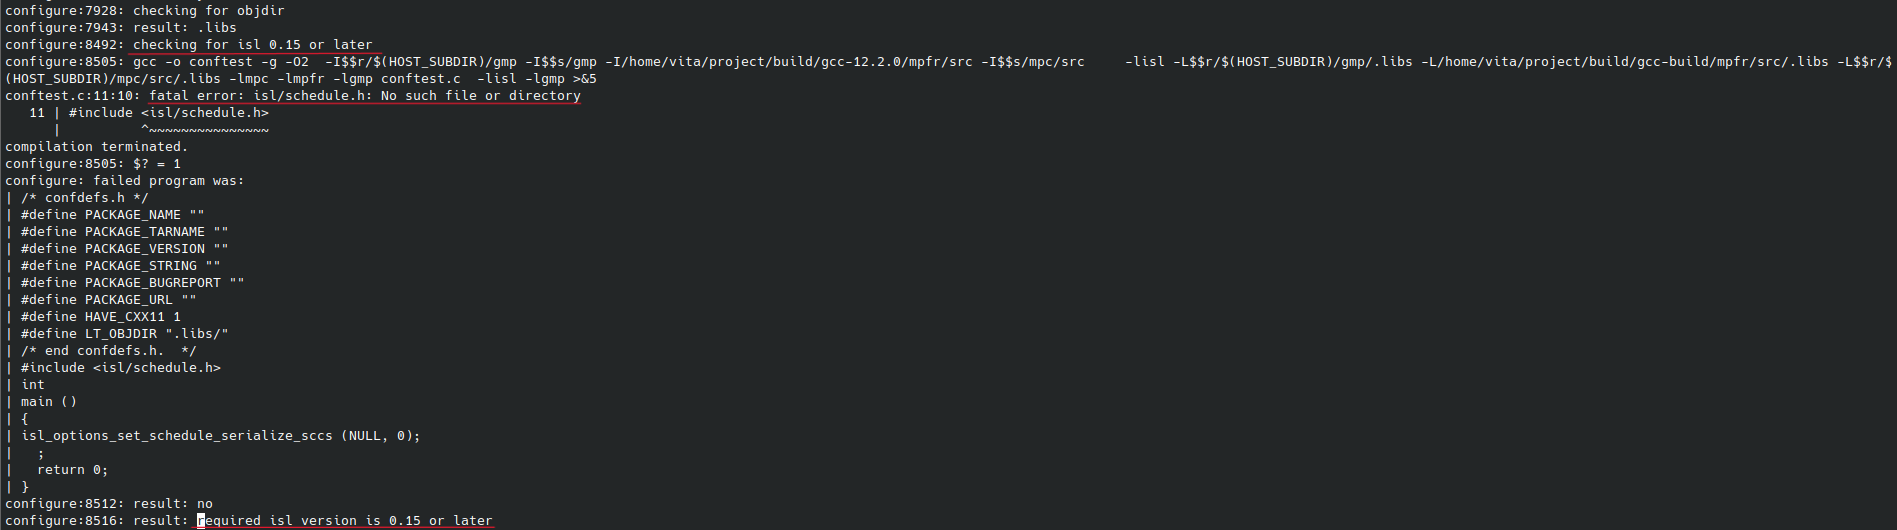 configure:7928: checking for objdir
configure:7943: result: .libs
configure:8492: checking for isl 0.15 or later
configure:8505: gcc -o conftest -g -O2  -I$$r/$(HOST_SUBDIR)/gmp -I$$s/gmp -I/home/vita/project/build/gcc-12.2.0/mpfr/src -I$$s/mpc/src     -lisl -L$$r/$(HOST_SUBDIR)/gmp/.libs -L/home/vita/project/build/gcc-build/mpfr/src/.libs -L$$r/$
(HOST_SUBDIR)/mpc/src/.libs -lmpc -lmpfr -lgmp conftest.c  -lisl -lgmp >&5
conftest.c:11:10: fatal error: isl/schedule.h: No such file or directory
   11 | #include <isl/schedule.h>
      |          ^~~~~~~~~~~~~~~~
compilation terminated.
configure:8505: $? = 1
configure: failed program was:
| /* confdefs.h */
| #define PACKAGE_NAME ""
| #define PACKAGE_TARNAME ""
| #define PACKAGE_VERSION ""
| #define PACKAGE_STRING ""
| #define PACKAGE_BUGREPORT ""
| #define PACKAGE_URL ""
| #define HAVE_CXX11 1
| #define LT_OBJDIR ".libs/"
| /* end confdefs.h.  */
| #include <isl/schedule.h>
| int
| main ()
| {
| isl_options_set_schedule_serialize_sccs (NULL, 0);
|   ;
|   return 0;
| }
configure:8512: result: no
configure:8516: result: required isl version is 0.15 or later